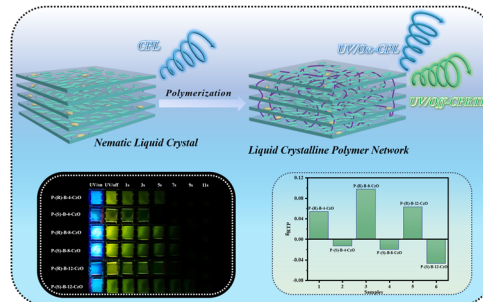 CPL
UV/On-CPL
UV/Off-CPRTP
Polymerization
Nematic Liquid Crystal
Liquid Crystalline Polymer Network
UV/on UV/off 1s 3s 5s 7s 9s 11s
P-(R)-B-4-CzO
P-(S)-B-4-CzO
P-(R)-B-8-CzO
P-(S)-B-8-CzO
P-(R)-B-12-CzO
P-(S)-B-12-CzO
0.12
0.08
0.04
0.00
-0.04
-0.08
P-(R)-B-4-CzO
P-(S)-B-4-CzO
P-(R)-B-8-CzO
P-(S)-B-8-CzO
P-(R)-B-12-CzO
P-(S)-B-12-CzO
1 2 3 4 5 6
Samples